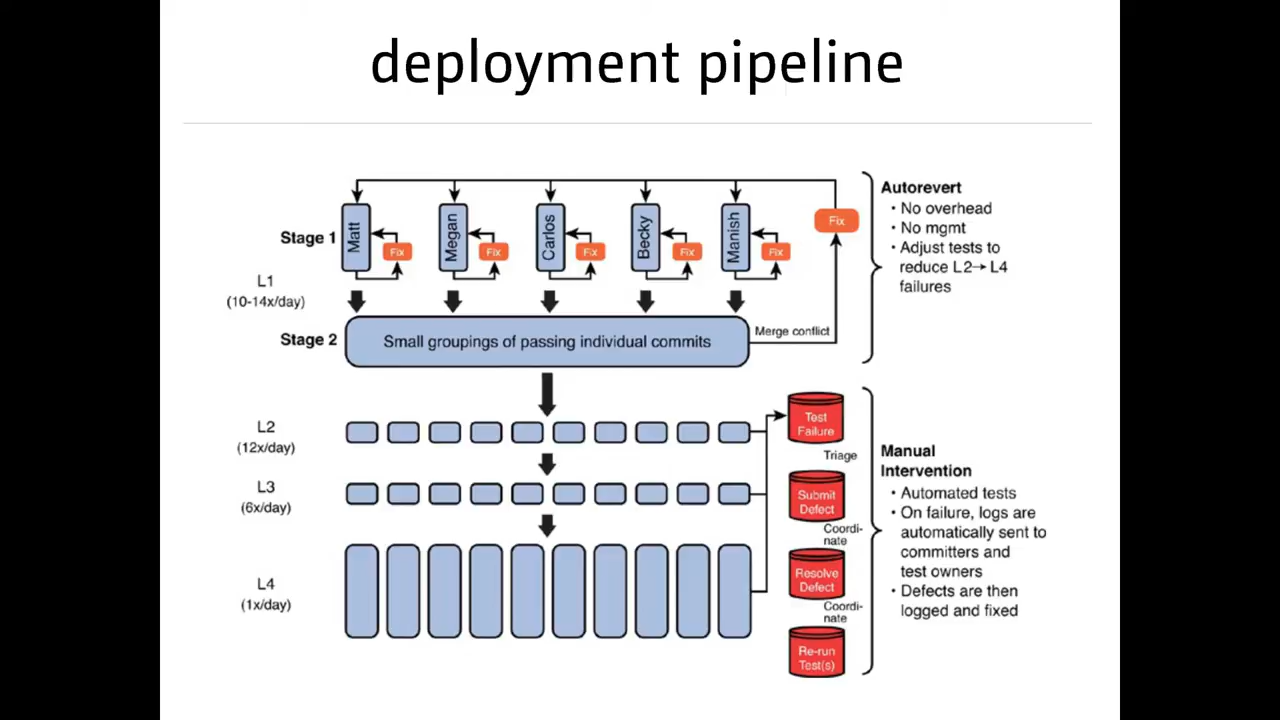 deployment pipeline
Stage 1
Matt
Fix
Megan
Fix
Carlos
Fix
Becky
Fix
Manish
Fix
Fix
L1
(10-14x/day)
Stage 2
Small groupings of passing individual commits
Merge conflict
Autorevert
• No overhead
• No mgmt
• Adjust tests to
reduce L2→ L4
failures
L2
(12x/day)
L3
(6x/day)
L4
(1x/day)
Test
Failure
Triage
Submit
Defect
Coordi-
nate
Resolve
Defect
Coordi-
nate
Re-run
Test(s)
Manual
Intervention
• Automated tests
• On failure, logs are
automatically sent to
committers and
test owners
• Defects are then
logged and fixed